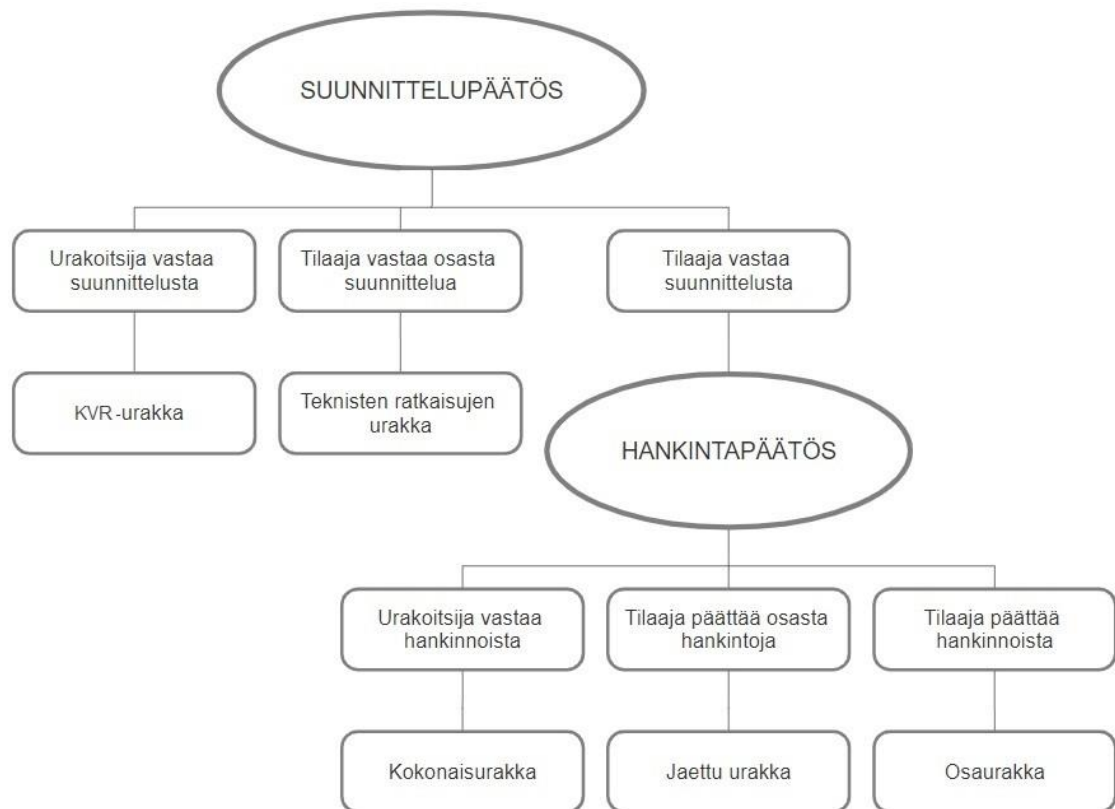 SUUNNITTELUPÄÄTÖS
Urakoitsija vastaa
suunnittelusta
Tilaaja vastaa osasta
suunnittelua
Tilaaja vastaa
suunnittelusta
KVR-urakka
Teknisten ratkaisujen
urakka
HANKINTAPÄÄTÖS
Urakoitsija vastaa
hankinnoista
Tilaaja päättää osasta
hankintoja
Tilaaja päättää
hankinnoista
Kokonaisurakka
Jaettu urakka
Osaurakka